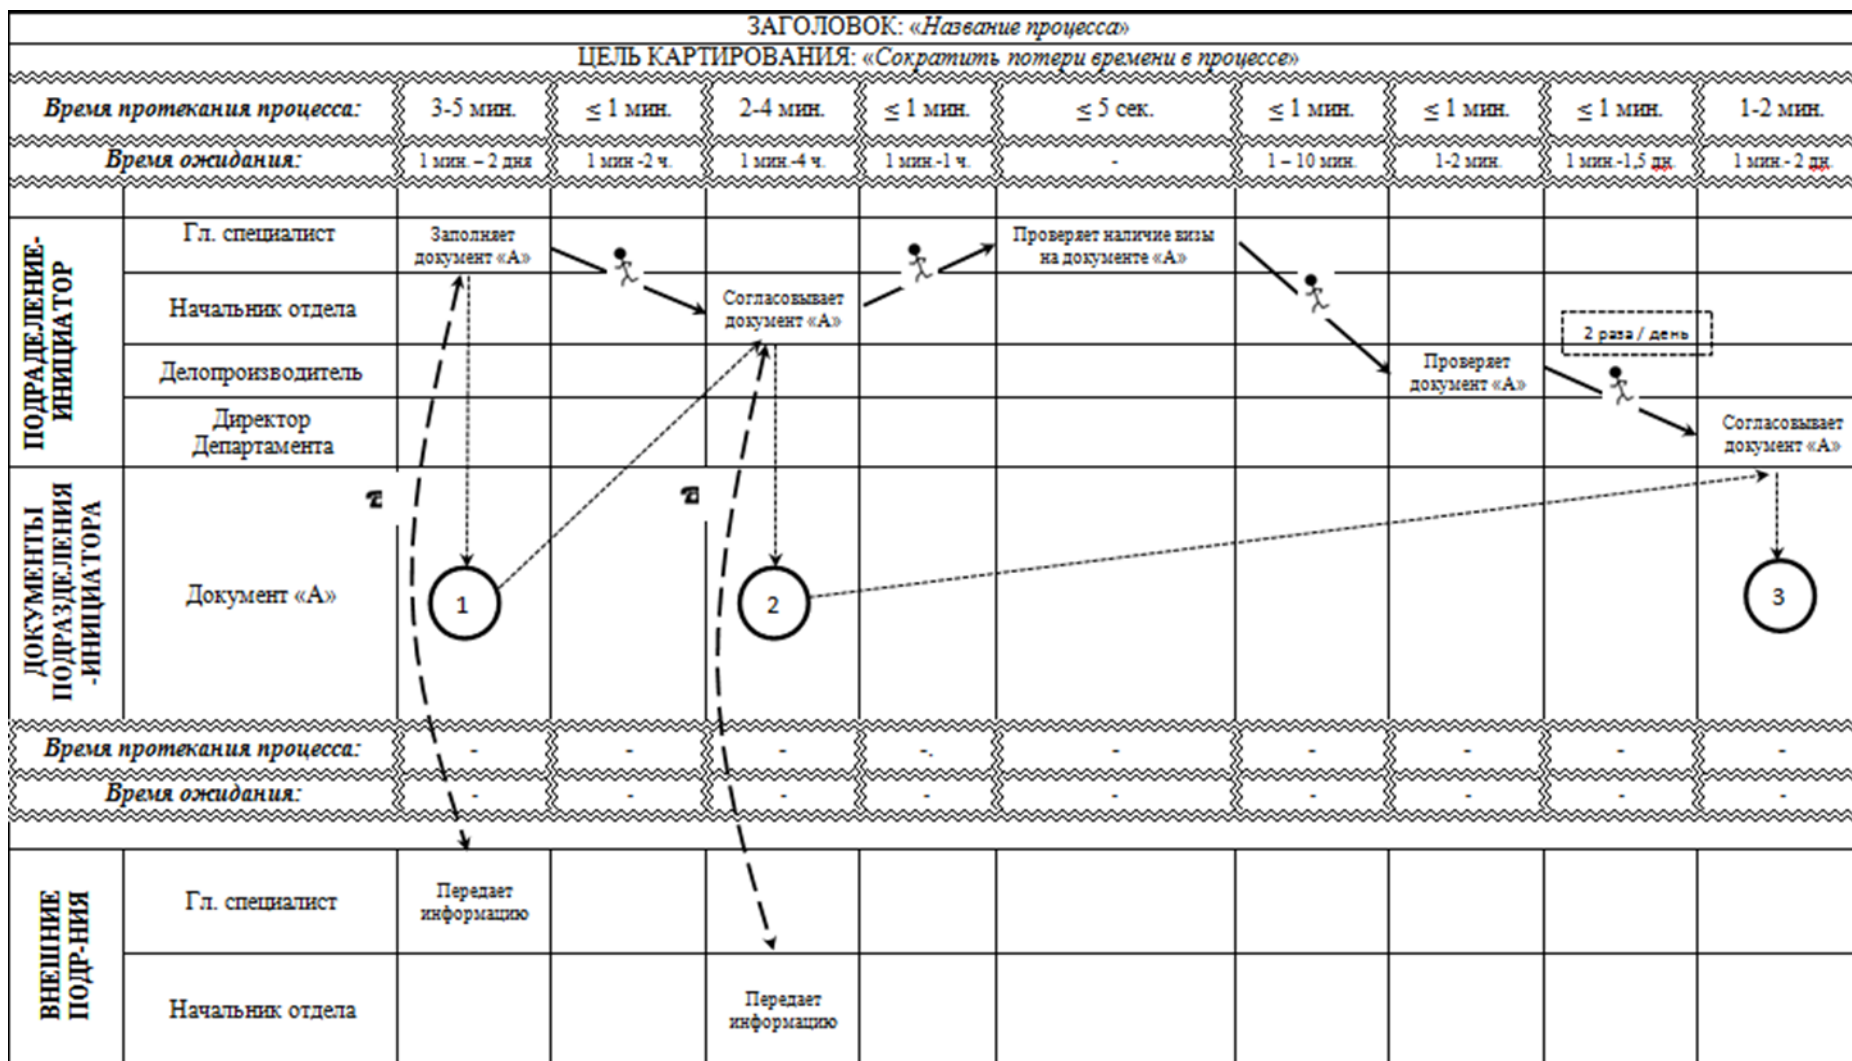 ЗАГОЛОВОК: «Название процесса»
ЦЕЛЬ КАРТИРОВАНИЯ: «Сократить потери времени в процессе»
Время протекания процесса: 3-5 мин. ≤ 1 мин. 2-4 мин. ≤ 1 мин. ≤ 5 сек. ≤ 1 мин. ≤ 1 мин. ≤ 1 мин. 1-2 мин.
Время ожидания: 1 мин. – 2 дня 1 мин -2 ч. 1 мин.-4 ч. 1 мин.-1 ч. - 1 – 10 мин. 1-2 мин. 1 мин.-1,5 дн. 1 мин.- 2 дн.
ПОДРАДЕЛЕНИЕ-
ИНИЦИАТОР
Гл. специалист
Заполняет
документ «А»
Проверяет наличие визы
на документе «А»
Начальник отдела
Согласовывает
документ «А»
2 раза / день
Делопроизводитель
Проверяет
документ «А»
Директор
Департамента
Согласовывает
документ «А»
ДОКУМЕНТЫ
ПОДРАЗДЕЛЕНИЯ
-ИНИЦИАТОРА
Документ «А»
1
2
3
Время протекания процесса: - - - -. - - - - -
Время ожидания: - - - - - - - - -
ВНЕШНИЕ
ПОДР-НИЯ
Гл. специалист
Передает
информацию
Начальник отдела
Передает
информацию